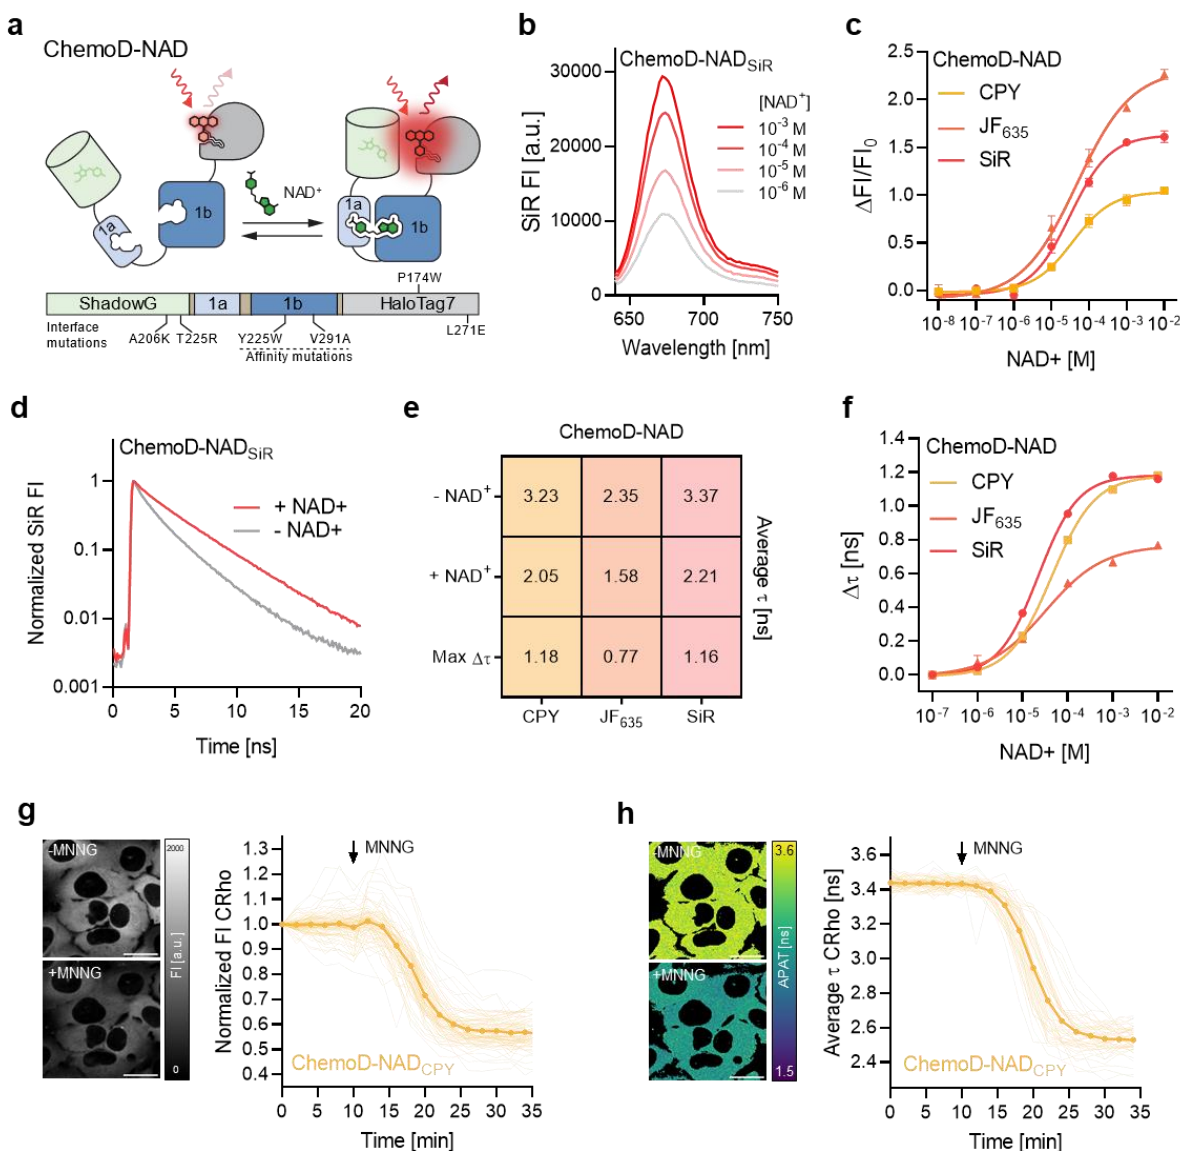 a
ChemoD-NAD
1a
1b
NAD⁺
1a
1b
P174W
ShadowG
1a
1b
HaloTag7
Interface
mutations
A206K
T225R
Y225W
V291A
L271E
Affinity mutations
b
ChemoD-NAD_SiR
SiR FI [a.u.]
30000
20000
10000
0
[NAD⁺]
10⁻³ M
10⁻⁴ M
10⁻⁵ M
10⁻⁶ M
650
700
750
Wavelength [nm]
c
ChemoD-NAD
CPY
JF₆₃₅
SiR
ΔFI/FI₀
2.5
2.0
1.5
1.0
0.5
0.0
10⁻⁸
10⁻⁷
10⁻⁶
10⁻⁵
10⁻⁴
10⁻³
10⁻²
NAD+ [M]
d
ChemoD-NAD_SiR
+ NAD+
- NAD+
Normalized SiR FI
1
0.1
0.01
0.001
0
5
10
15
20
Time [ns]
e
ChemoD-NAD
- NAD⁺
3.23
2.35
3.37
+ NAD⁺
2.05
1.58
2.21
Max Δτ
1.18
0.77
1.16
CPY
JF₆₃₅
SiR
Average τ [ns]
f
ChemoD-NAD
CPY
JF₆₃₅
SiR
Δτ [ns]
1.4
1.2
1.0
0.8
0.6
0.4
0.2
0.0
10⁻⁷
10⁻⁶
10⁻⁵
10⁻⁴
10⁻³
10⁻²
NAD+ [M]
g
-MNNG
+MNNG
2000
FI [a.u.]
0
Normalized FI CRho
1.3
1.2
1.1
1.0
0.9
0.8
0.7
0.6
0.5
0.4
MNNG
ChemoD-NAD_CPY
0
5
10
15
20
25
30
35
Time [min]
h
-MNNG
+MNNG
3.6
APAT [ns]
1.5
Average τ CRho [ns]
3.6
3.4
3.2
3.0
2.8
2.6
2.4
MNNG
ChemoD-NAD_CPY
0
5
10
15
20
25
30
35
Time [min]